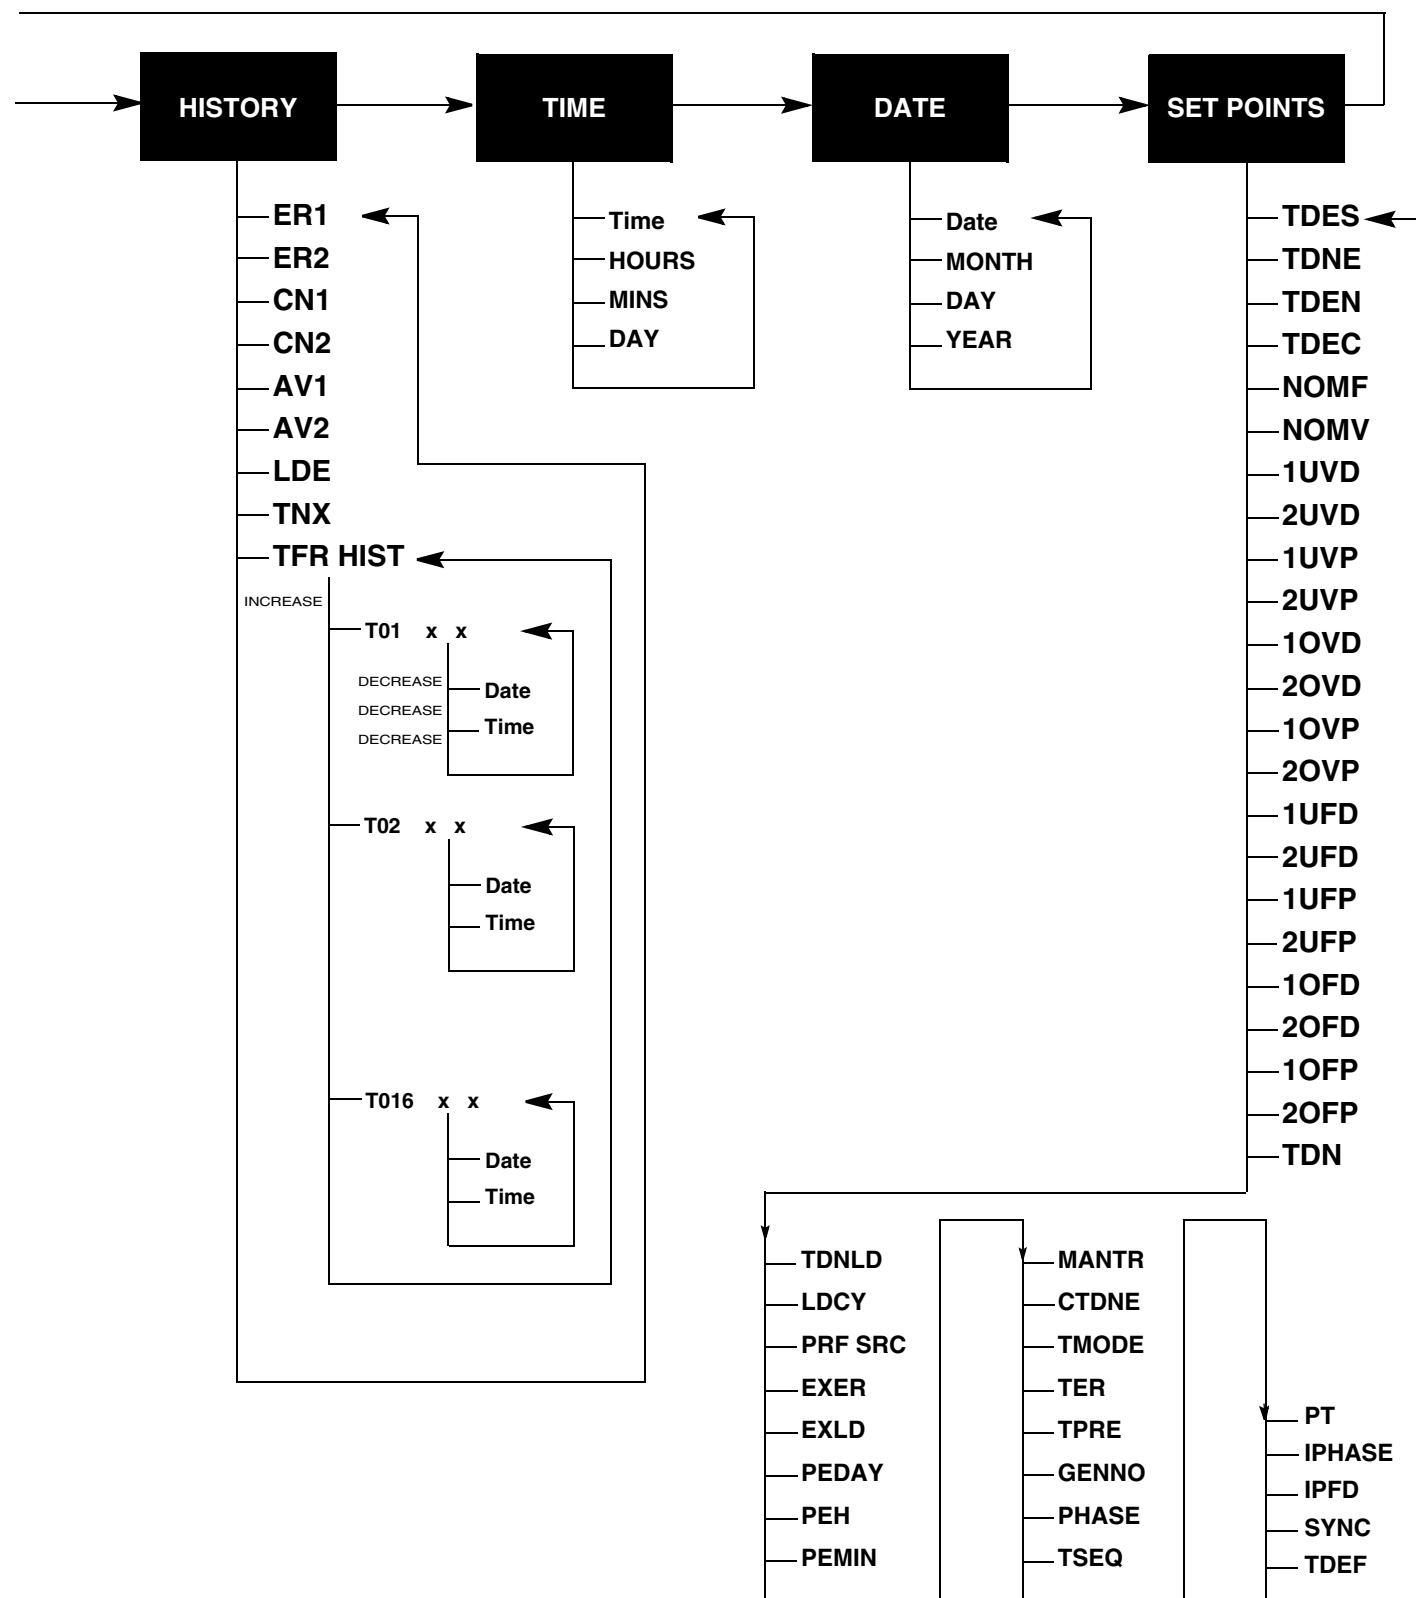 HISTORY
TIME
DATE
SET POINTS
ER1
ER2
CN1
CN2
AV1
AV2
LDE
TNX
TFR HIST
INCREASE
T01 x x
DECREASE
DECREASE
DECREASE
Date
Time
T02 x x
Date
Time
T016 x x
Date
Time
Time
HOURS
MINS
DAY
Date
MONTH
DAY
YEAR
TDES
TDNE
TDEN
TDEC
NOMF
NOMV
1UVD
2UVD
1UVP
2UVP
1OVD
2OVD
1OVP
2OVP
1UFD
2UFD
1UFP
2UFP
1OFD
2OFD
1OFP
2OFP
TDN
TDNLD
LDCY
PRF SRC
EXER
EXLD
PEDAY
PEH
PEMIN
MANTR
CTDNE
TMODE
TER
TPRE
GENNO
PHASE
TSEQ
PT
IPHASE
IPFD
SYNC
TDEF